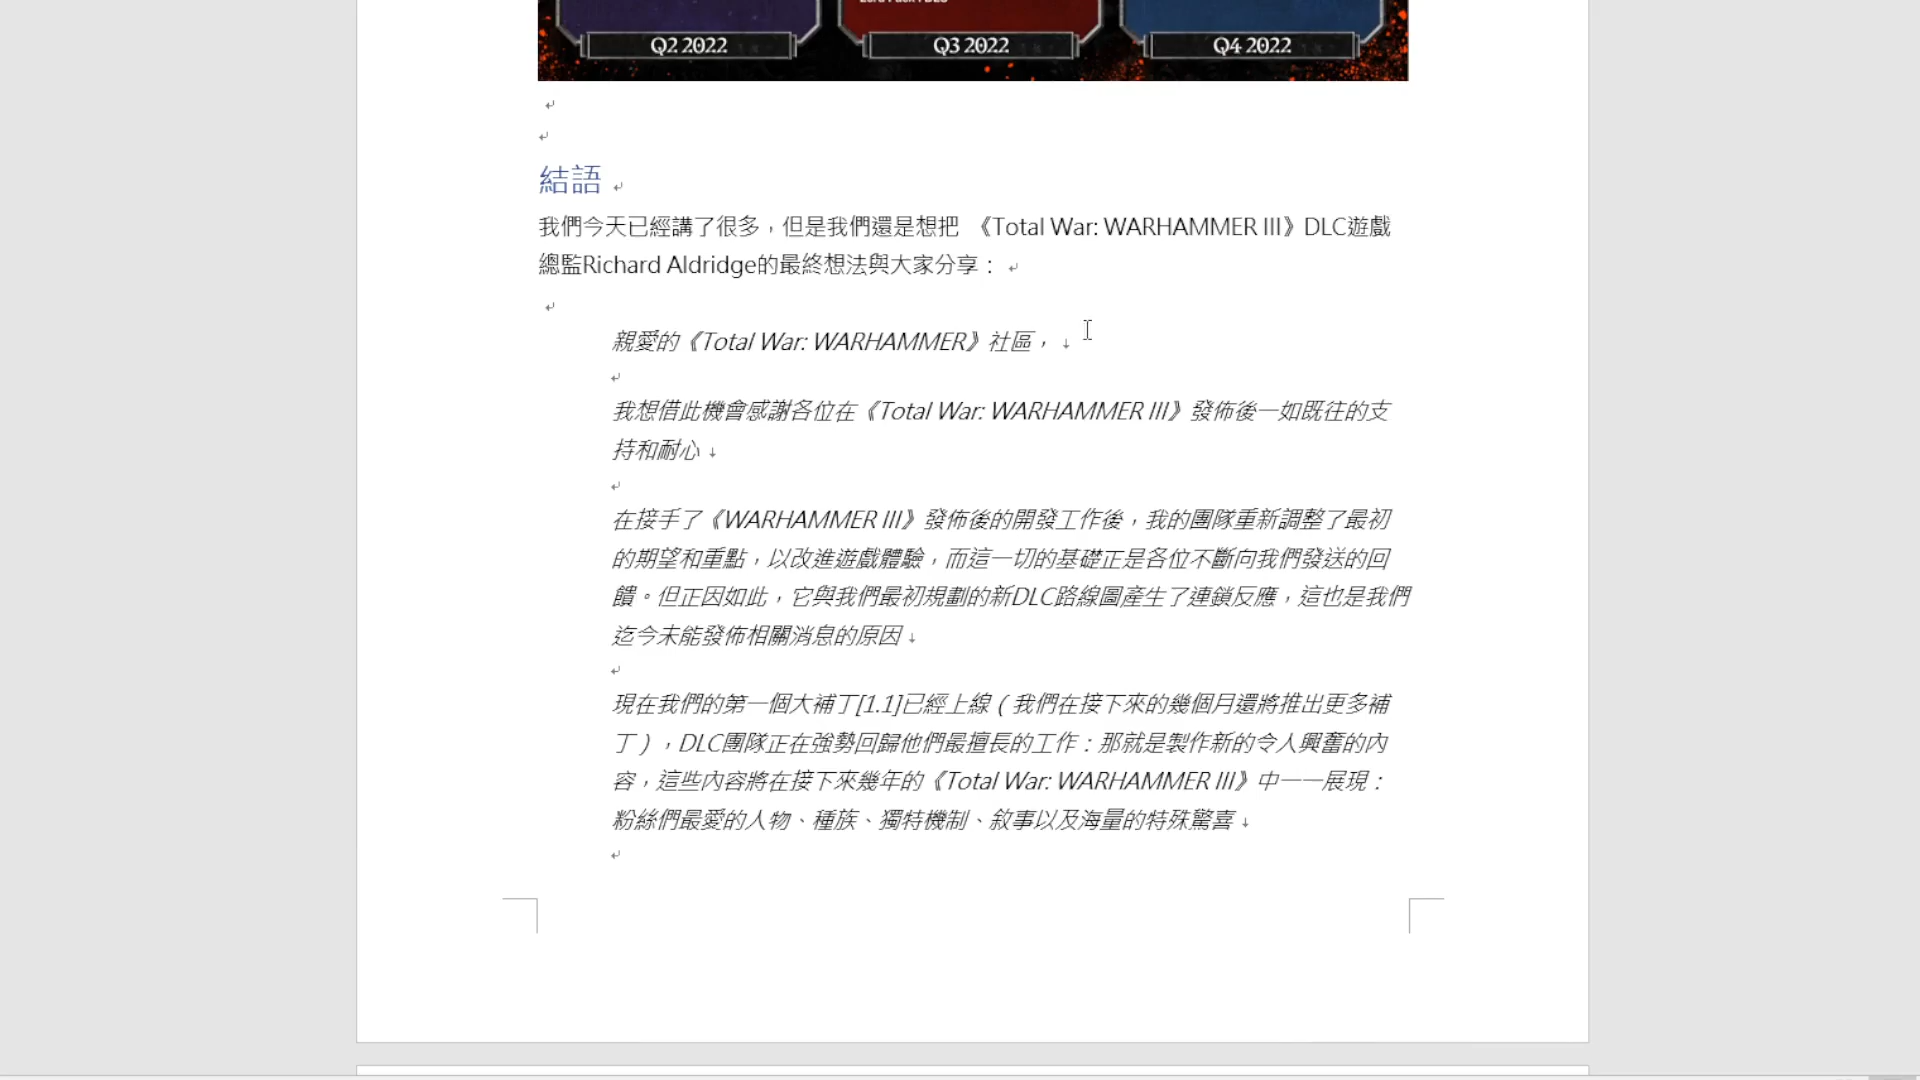 Q2 2022
Q3 2022
Q4 2022
結語
我們今天已經講了很多，但是我們還是想把 《Total War: WARHAMMER III》DLC遊戲
總監Richard Aldridge的最終想法與大家分享：
親愛的《Total War: WARHAMMER》社區，
我想借此機會感謝各位在《Total War: WARHAMMER III》發佈後一如既往的支
持和耐心
在接手了《WARHAMMER III》發佈後的開發工作後，我的團隊重新調整了最初
的期望和重點，以改進遊戲體驗，而這一切的基礎正是各位不斷向我們發送的回
饋。但正因如此，它與我們最初規劃的新DLC路線圖產生了連鎖反應，這也是我們
迄今未能發佈相關消息的原因
現在我們的第一個大補丁[1.1]已經上線（我們在接下來的幾個月還將推出更多補
丁），DLC團隊正在強勢回歸他們最擅長的工作：那就是製作新的令人興奮的內
容，這些內容將在接下來幾年的《Total War: WARHAMMER III》中一一展現：
粉絲們最愛的人物、種族、獨特機制、敘事以及海量的特殊驚喜